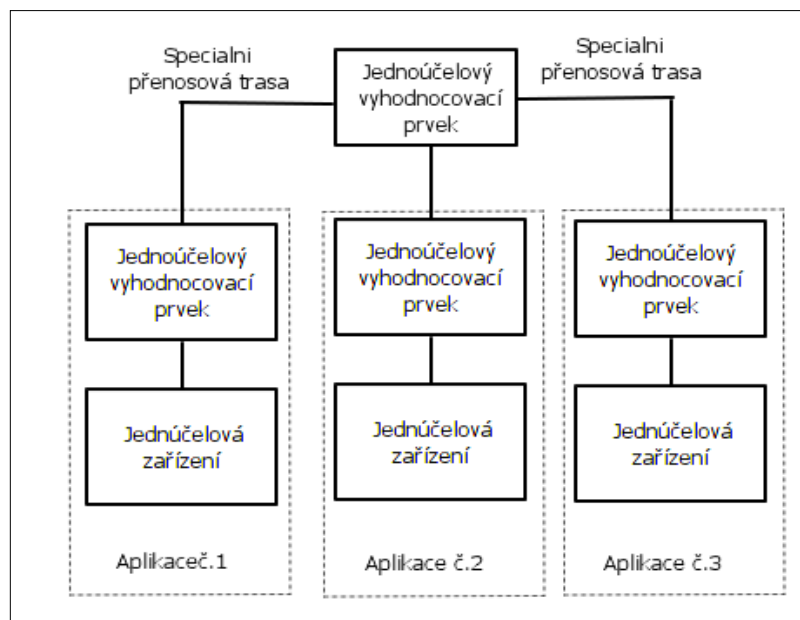 Specialni
přenosová trasa
Jednoúčelový
vyhodnocovací
prvek
Specialni
přenosová trasa
Jednoúčelový
vyhodnocovací
prvek
Jednúčelová
zařízení
Aplikaceč.1
Jednoúčelový
vyhodnocovací
prvek
Jednúčelová
zařízení
Aplikace č.2
Jednoúčelový
vyhodnocovací
prvek
Jednúčelová
zařízení
Aplikace č.3